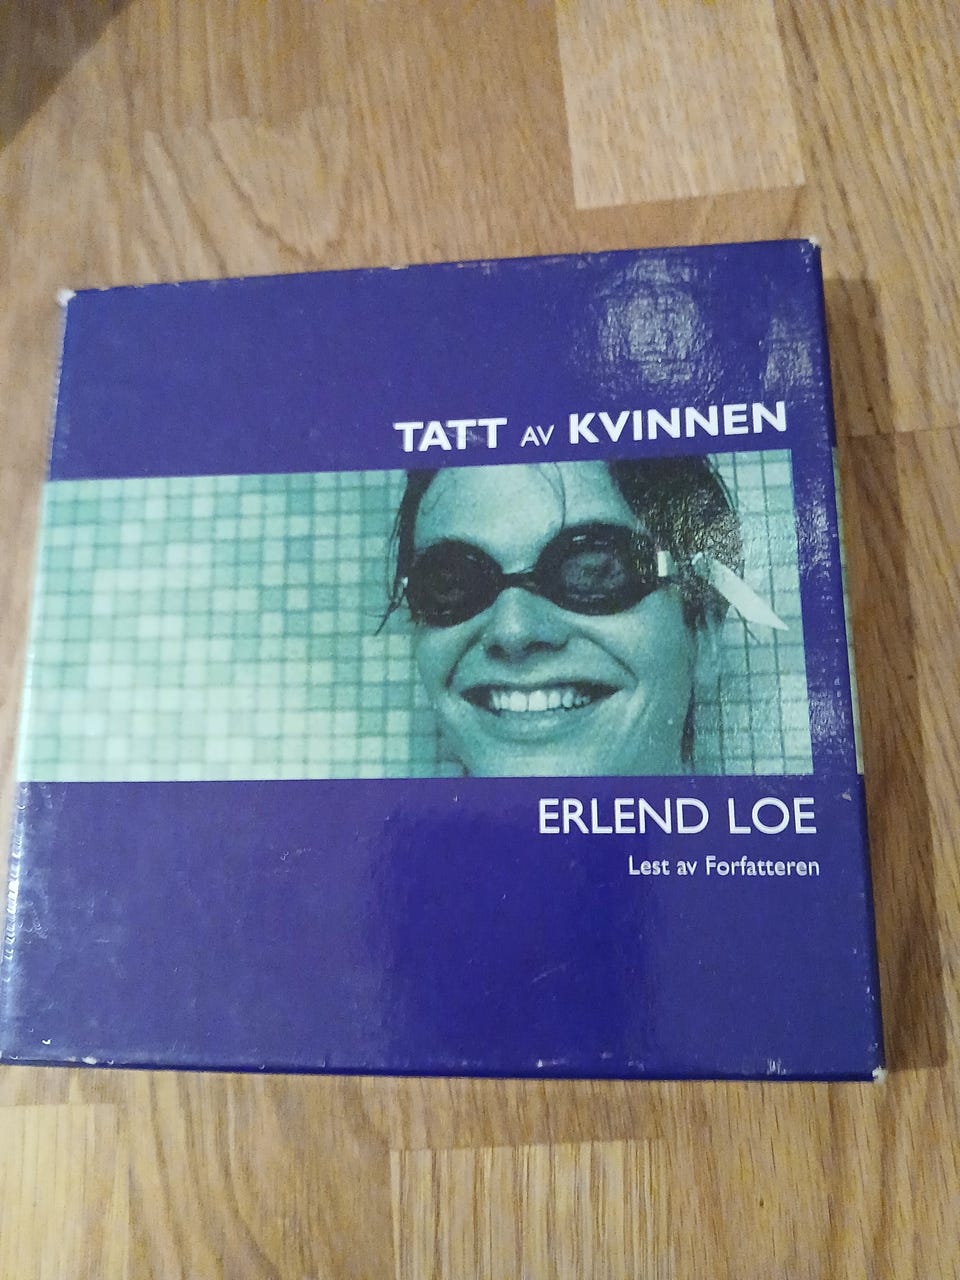 TATT AV KVINNEN
ERLEND LOE
Lest av Forfatteren